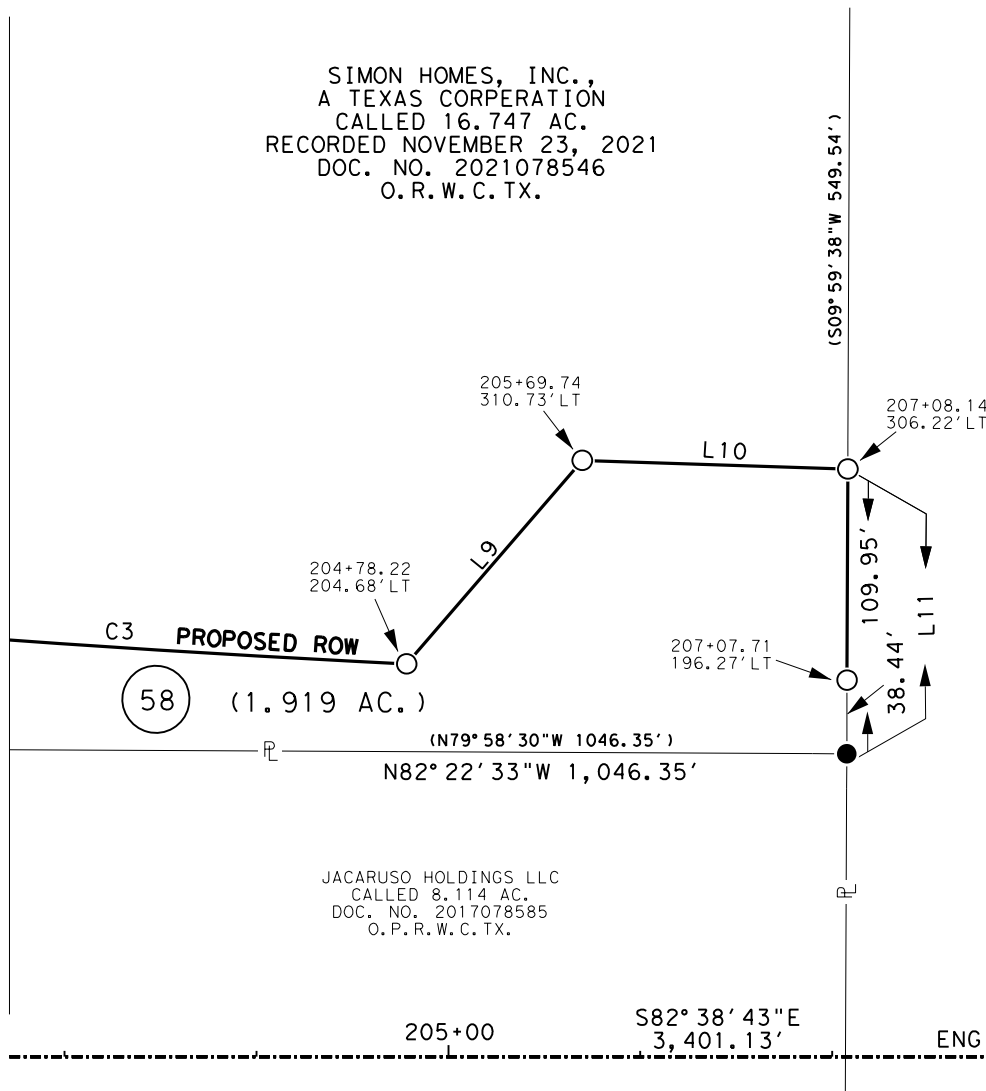 SIMON HOMES, INC.,
A TEXAS CORPERATION
CALLED 16.747 AC.
RECORDED NOVEMBER 23, 2021
DOC. NO. 2021078546
O.R.W.C.TX.
(S09°59'38"W 549.54')
205+69.74
310.73'LT
207+08.14
306.22'LT
L10
L9
109.95'
L11
204+78.22
204.68'LT
C3
PROPOSED ROW
207+07.71
196.27'LT
38.44'
58
(1.919 AC.)
(N79°58'30"W 1046.35')
PL
N82°22'33"W 1,046.35'
JACARUSO HOLDINGS LLC
CALLED 8.114 AC.
DOC. NO. 2017078585
O.P.R.W.C.TX.
PL
205+00
S82°38'43"E
3,401.13'
ENG